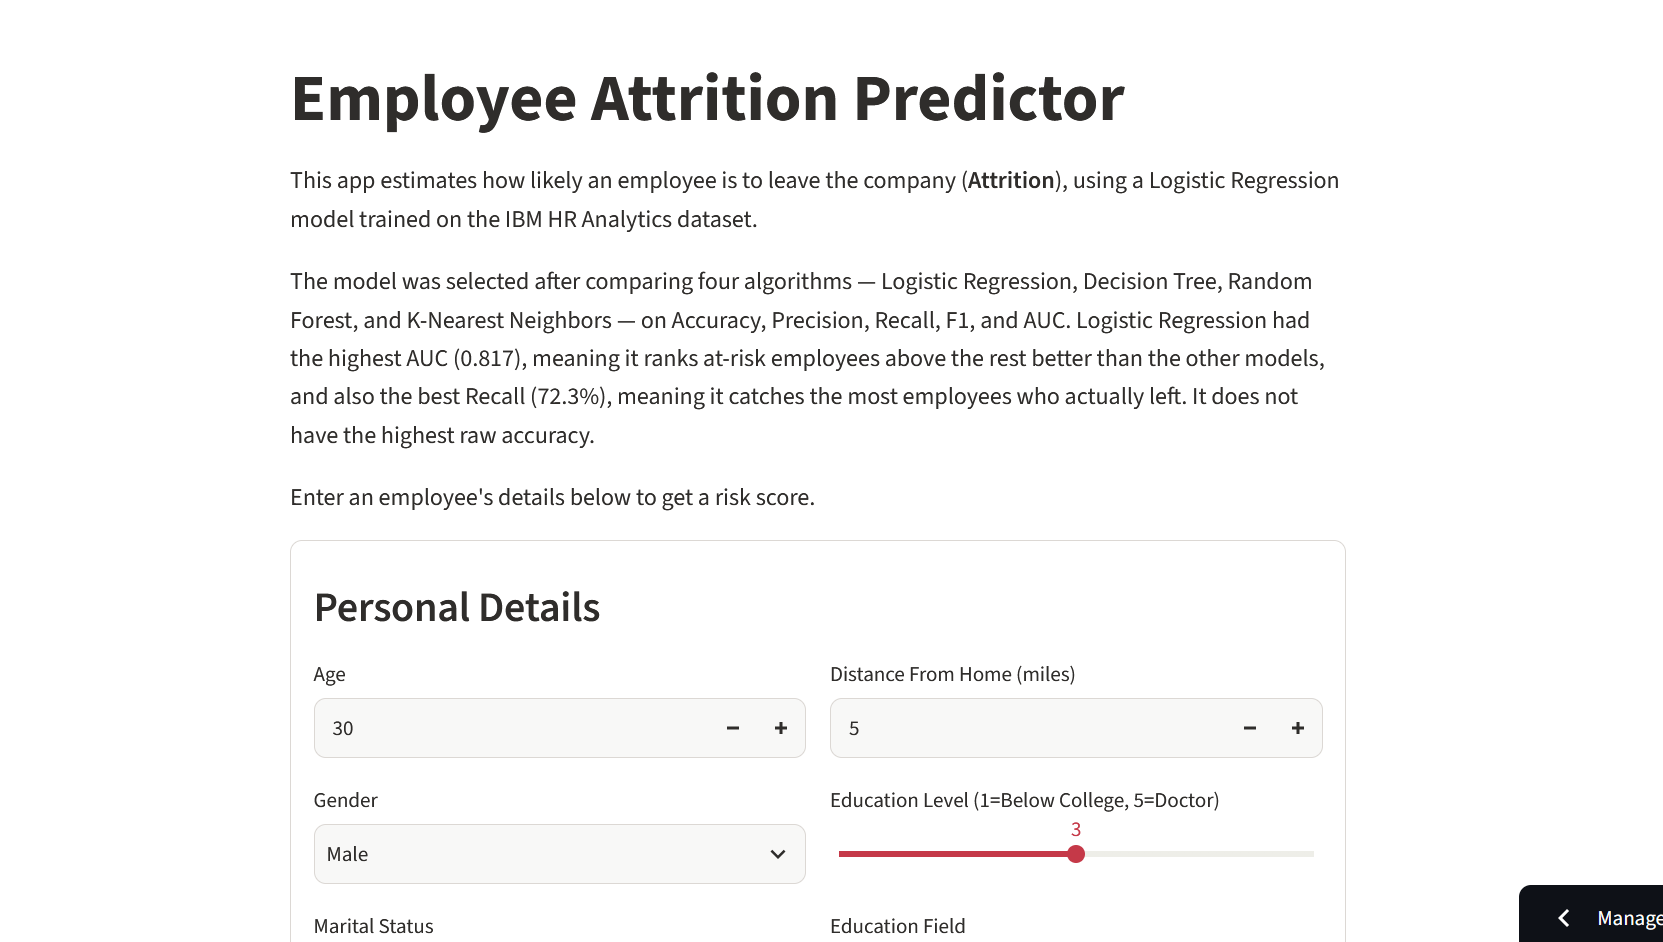 Employee Attrition Predictor
This app estimates how likely an employee is to leave the company (Attrition), using a Logistic Regression
model trained on the IBM HR Analytics dataset.
The model was selected after comparing four algorithms — Logistic Regression, Decision Tree, Random
Forest, and K-Nearest Neighbors — on Accuracy, Precision, Recall, F1, and AUC. Logistic Regression had
the highest AUC (0.817), meaning it ranks at-risk employees above the rest better than the other models,
and also the best Recall (72.3%), meaning it catches the most employees who actually left. It does not
have the highest raw accuracy.
Enter an employee's details below to get a risk score.
Personal Details
Age
30
Distance From Home (miles)
5
Gender
Male
Education Level (1=Below College, 5=Doctor)
3
Marital Status
Education Field
Manage